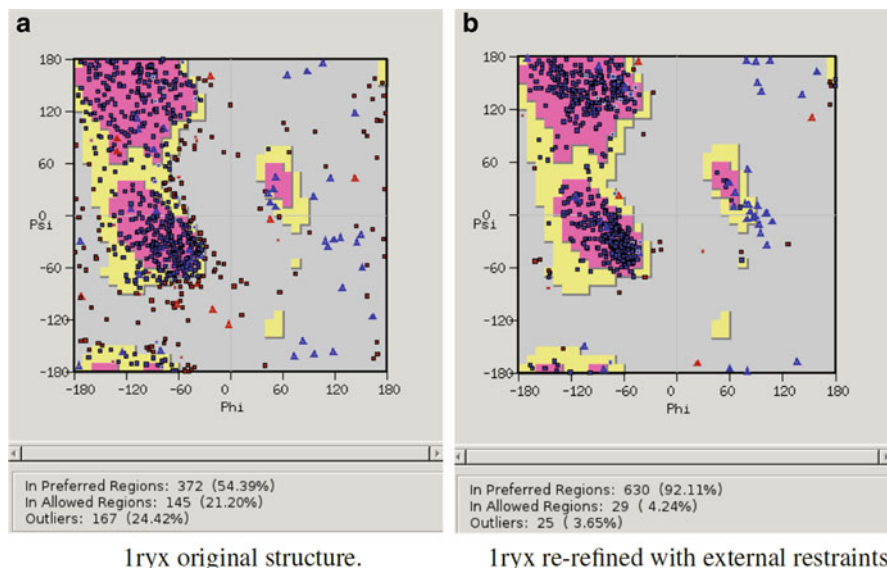 a
180
120
60
0
Psi
-60
-120
-180
-180 -120 -60 0 60 120 180
Phi
In Preferred Regions: 372 (54.39%)
In Allowed Regions: 145 (21.20%)
Outliers: 167 (24.42%)
1ryx original structure.
b
180
120
60
0
Psi
-60
-120
-180
-180 -120 -60 0 60 120 180
Phi
In Preferred Regions: 630 (92.11%)
In Allowed Regions: 29 ( 4.24%)
Outliers: 25 ( 3.65%)
1ryx re-refined with external restraints